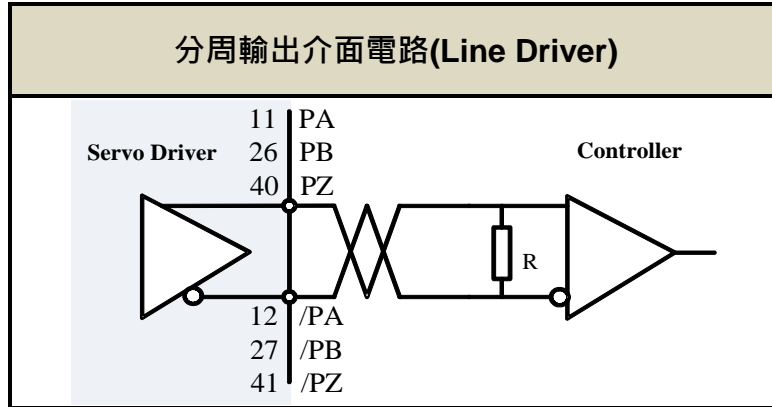 分周輸出介面電路(Line Driver)
11 PA
Servo Driver 26 PB Controller
40 PZ
R
12 /PA
27 /PB
41 /PZ